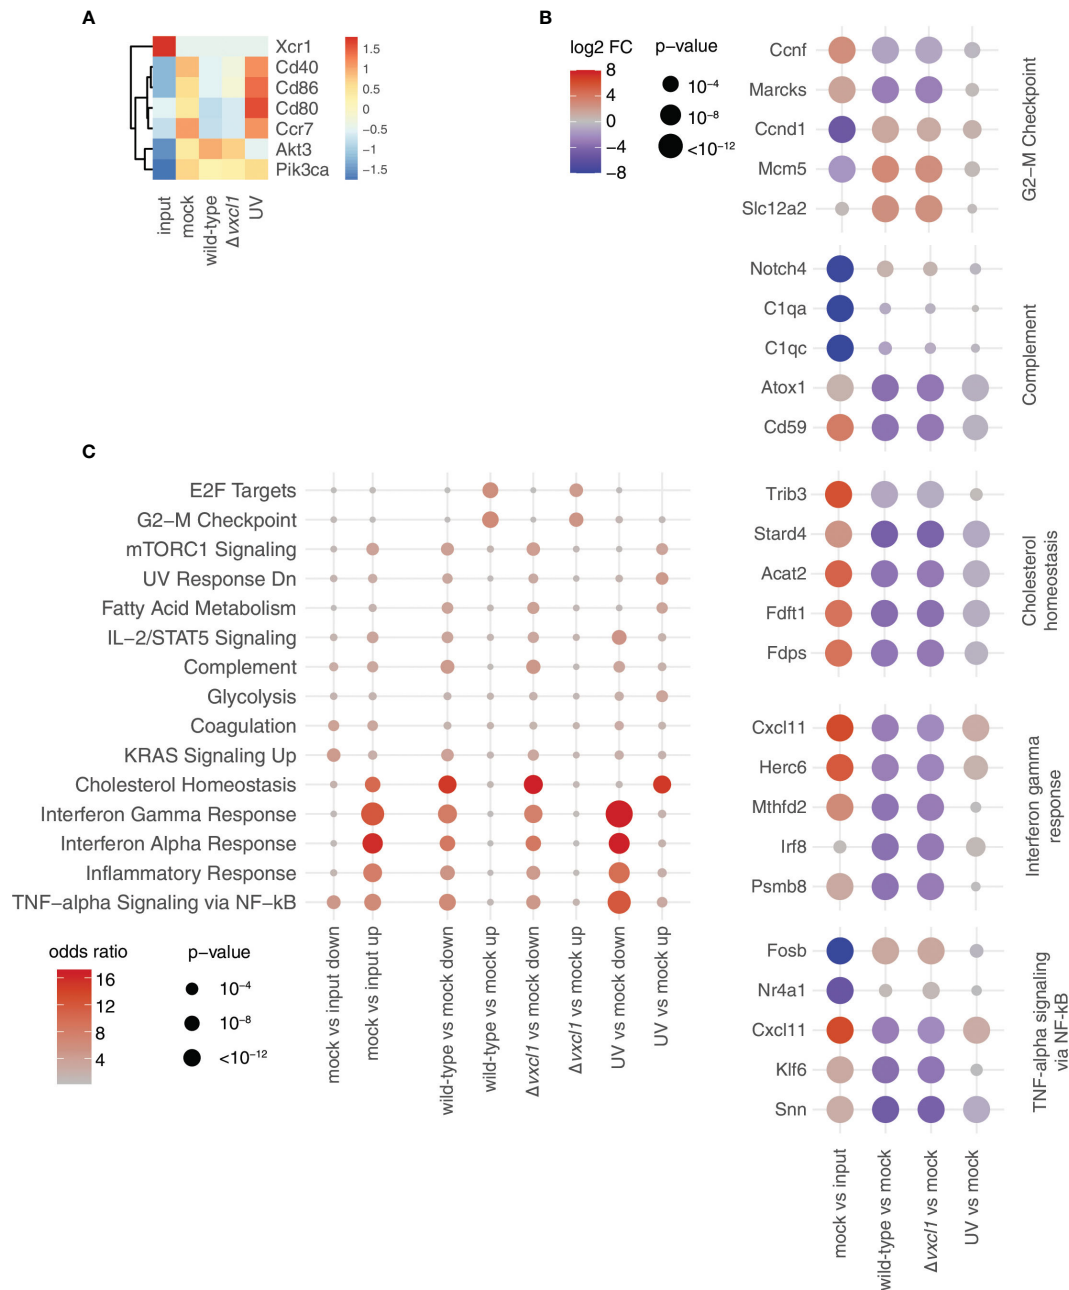 A
Xcr1
Cd40
Cd86
Cd80
Ccr7
Akt3
Pik3ca
1.5
1
0.5
0
−0.5
−1
−1.5
input
mock
wild-type
Δvxcl1
UV
B
log2 FC
8
4
0
−4
−8
p−value
10−4
10−8
<10−12
Ccnf
Marcks
Ccnd1
Mcm5
Slc12a2
G2−M Checkpoint
Notch4
C1qa
C1qc
Atox1
Cd59
Complement
Trib3
Stard4
Acat2
Fdft1
Fdps
Cholesterol
homeostasis
Cxcl11
Herc6
Mthfd2
Irf8
Psmb8
Interferon gamma
response
Fosb
Nr4a1
Cxcl11
Klf6
Snn
TNF-alpha signaling
via NF-kB
mock vs input
wild-type vs mock
Δvxcl1 vs mock
UV vs mock
C
E2F Targets
G2−M Checkpoint
mTORC1 Signaling
UV Response Dn
Fatty Acid Metabolism
IL−2/STAT5 Signaling
Complement
Glycolysis
Coagulation
KRAS Signaling Up
Cholesterol Homeostasis
Interferon Gamma Response
Interferon Alpha Response
Inflammatory Response
TNF−alpha Signaling via NF−kB
odds ratio
16
12
8
4
p−value
10−4
10−8
<10−12
mock vs input down
mock vs input up
wild-type vs mock down
wild-type vs mock up
Δvxcl1 vs mock down
Δvxcl1 vs mock up
UV vs mock down
UV vs mock up